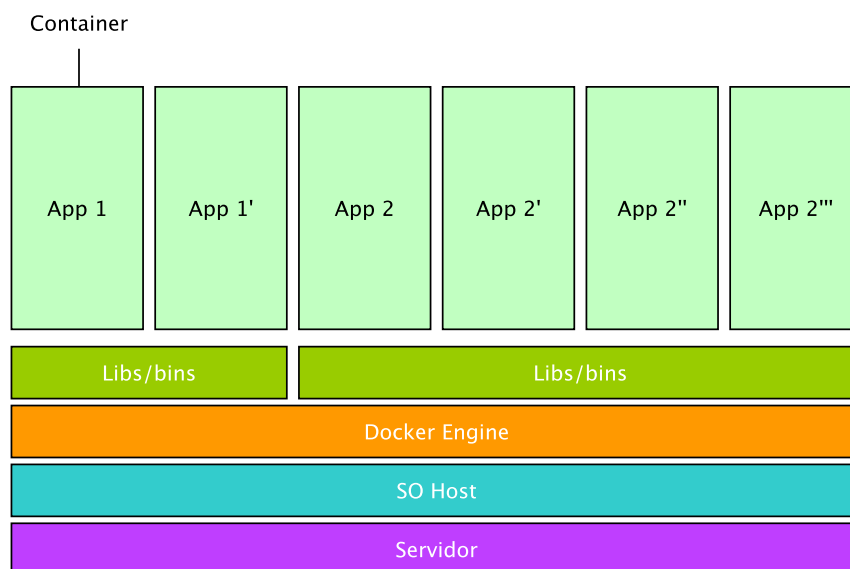 Container
App 1
App 1'
App 2
App 2'
App 2''
App 2'''
Libs/bins
Libs/bins
Docker Engine
SO Host
Servidor